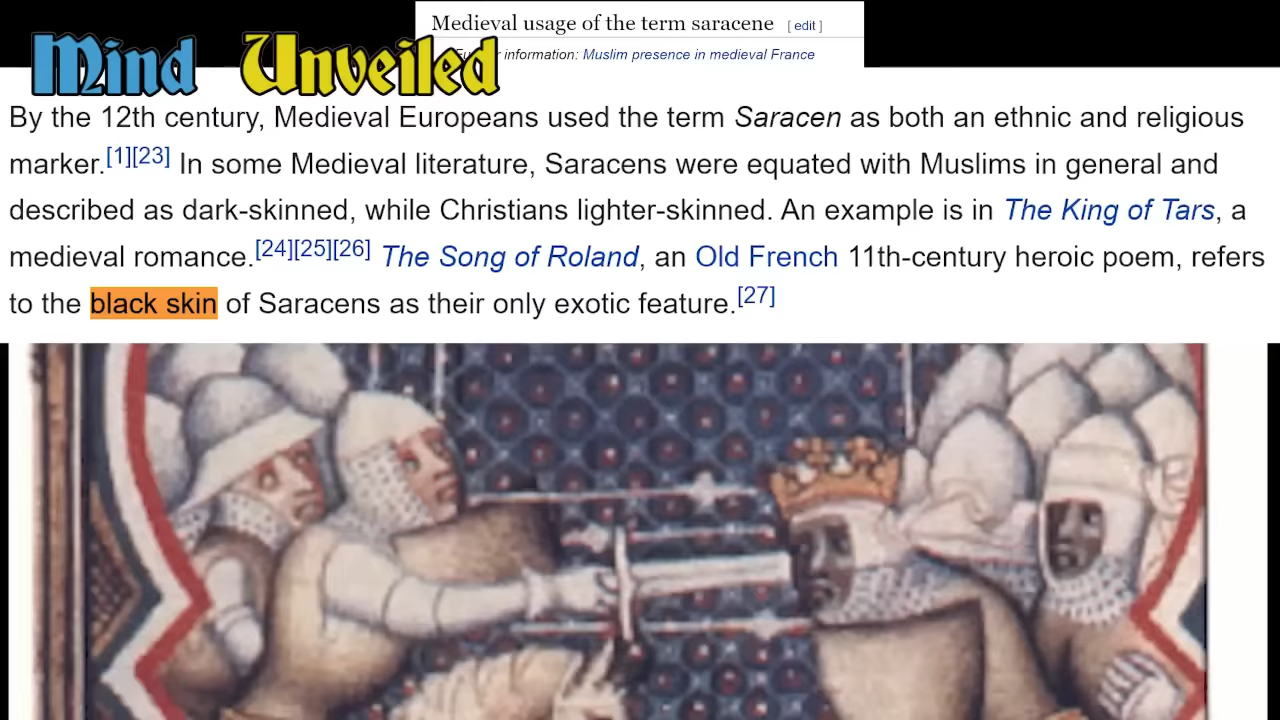 Medieval usage of the term saracene [ edit ]
information: Muslim presence in medieval France
Mind Unveiled
By the 12th century, Medieval Europeans used the term Saracen as both an ethnic and religious
marker.[1][23] In some Medieval literature, Saracens were equated with Muslims in general and
described as dark-skinned, while Christians lighter-skinned. An example is in The King of Tars, a
medieval romance.[24][25][26] The Song of Roland, an Old French 11th-century heroic poem, refers
to the black skin of Saracens as their only exotic feature.[27]